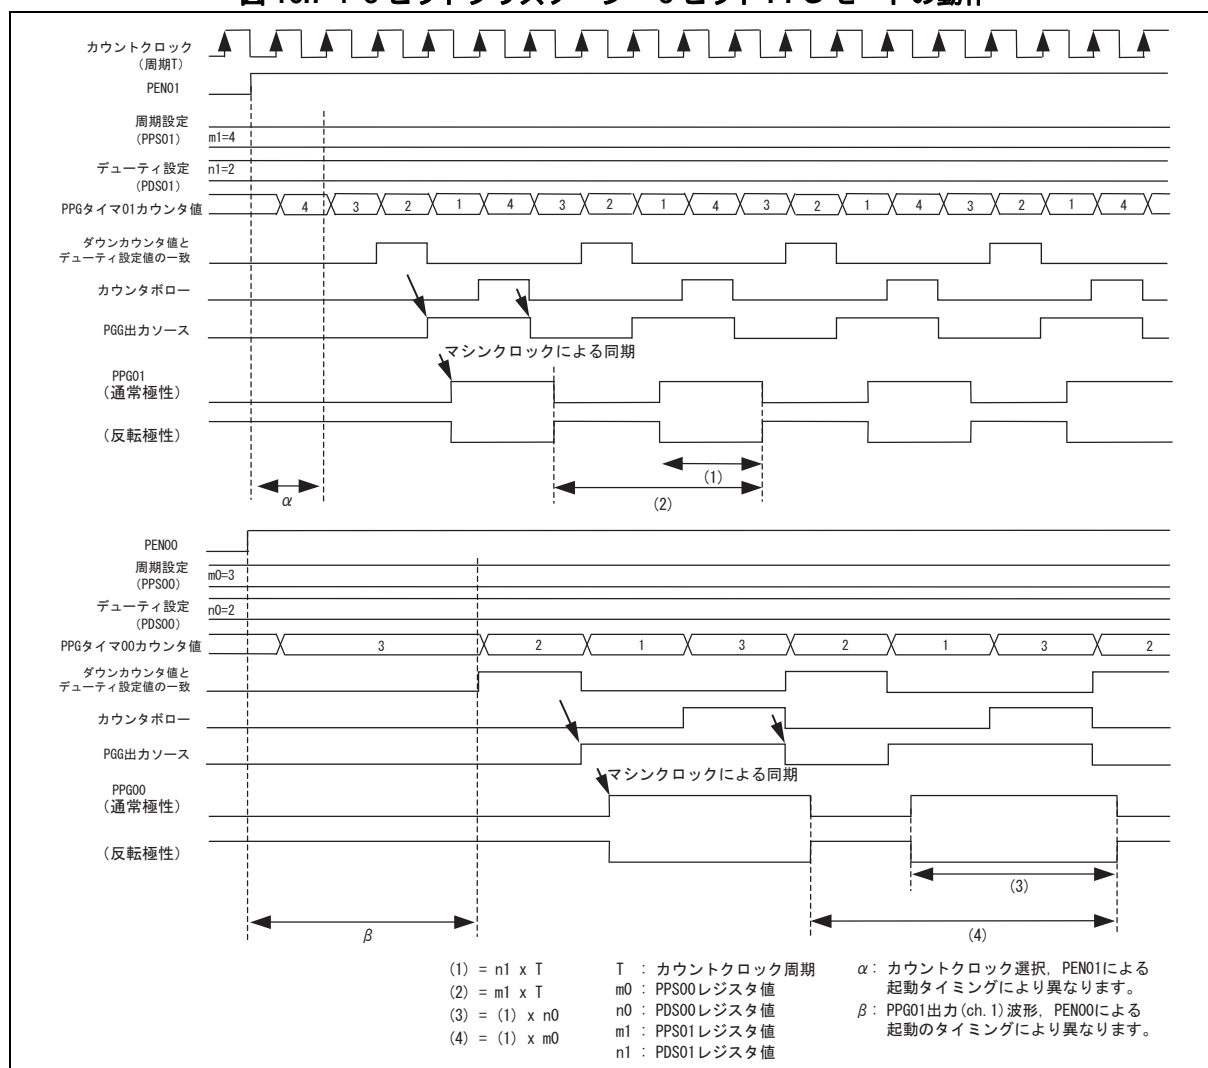 カウントクロック
（周期T）
PEN01
周期設定
（PPS01） m1=4
デューティ設定 n1=2
（PDS01）
PPGタイマ01カウンタ値 4 3 2 1 4 3 2 1 4 3 2 1 4 3 2 1 4
ダウンカウンタ値と
デューティ設定値の一致
カウンタボロー
PGG出力ソース
マシンクロックによる同期
PPG01
（通常極性）
（反転極性）
(1)
α (2)
PEN00
周期設定
（PPS00） m0=3
デューティ設定 n0=2
（PDS00）
PPGタイマ00カウンタ値 3 2 1 3 2 1 3 2
ダウンカウンタ値と
デューティ設定値の一致
カウンタボロー
PGG出力ソース
マシンクロックによる同期
PPG00
（通常極性）
（反転極性）
(3)
β (4)
(1) = n1 x T
(2) = m1 x T
(3) = (1) x n0
(4) = (1) x m0
T : カウントクロック周期
m0 : PPS00レジスタ値
n0 : PDS00レジスタ値
m1 : PPS01レジスタ値
n1 : PDS01レジスタ値
α: カウントクロック選択, PEN01による
起動タイミングにより異なります。
β: PPG01出力(ch.1)波形, PEN00による
起動のタイミングにより異なります。